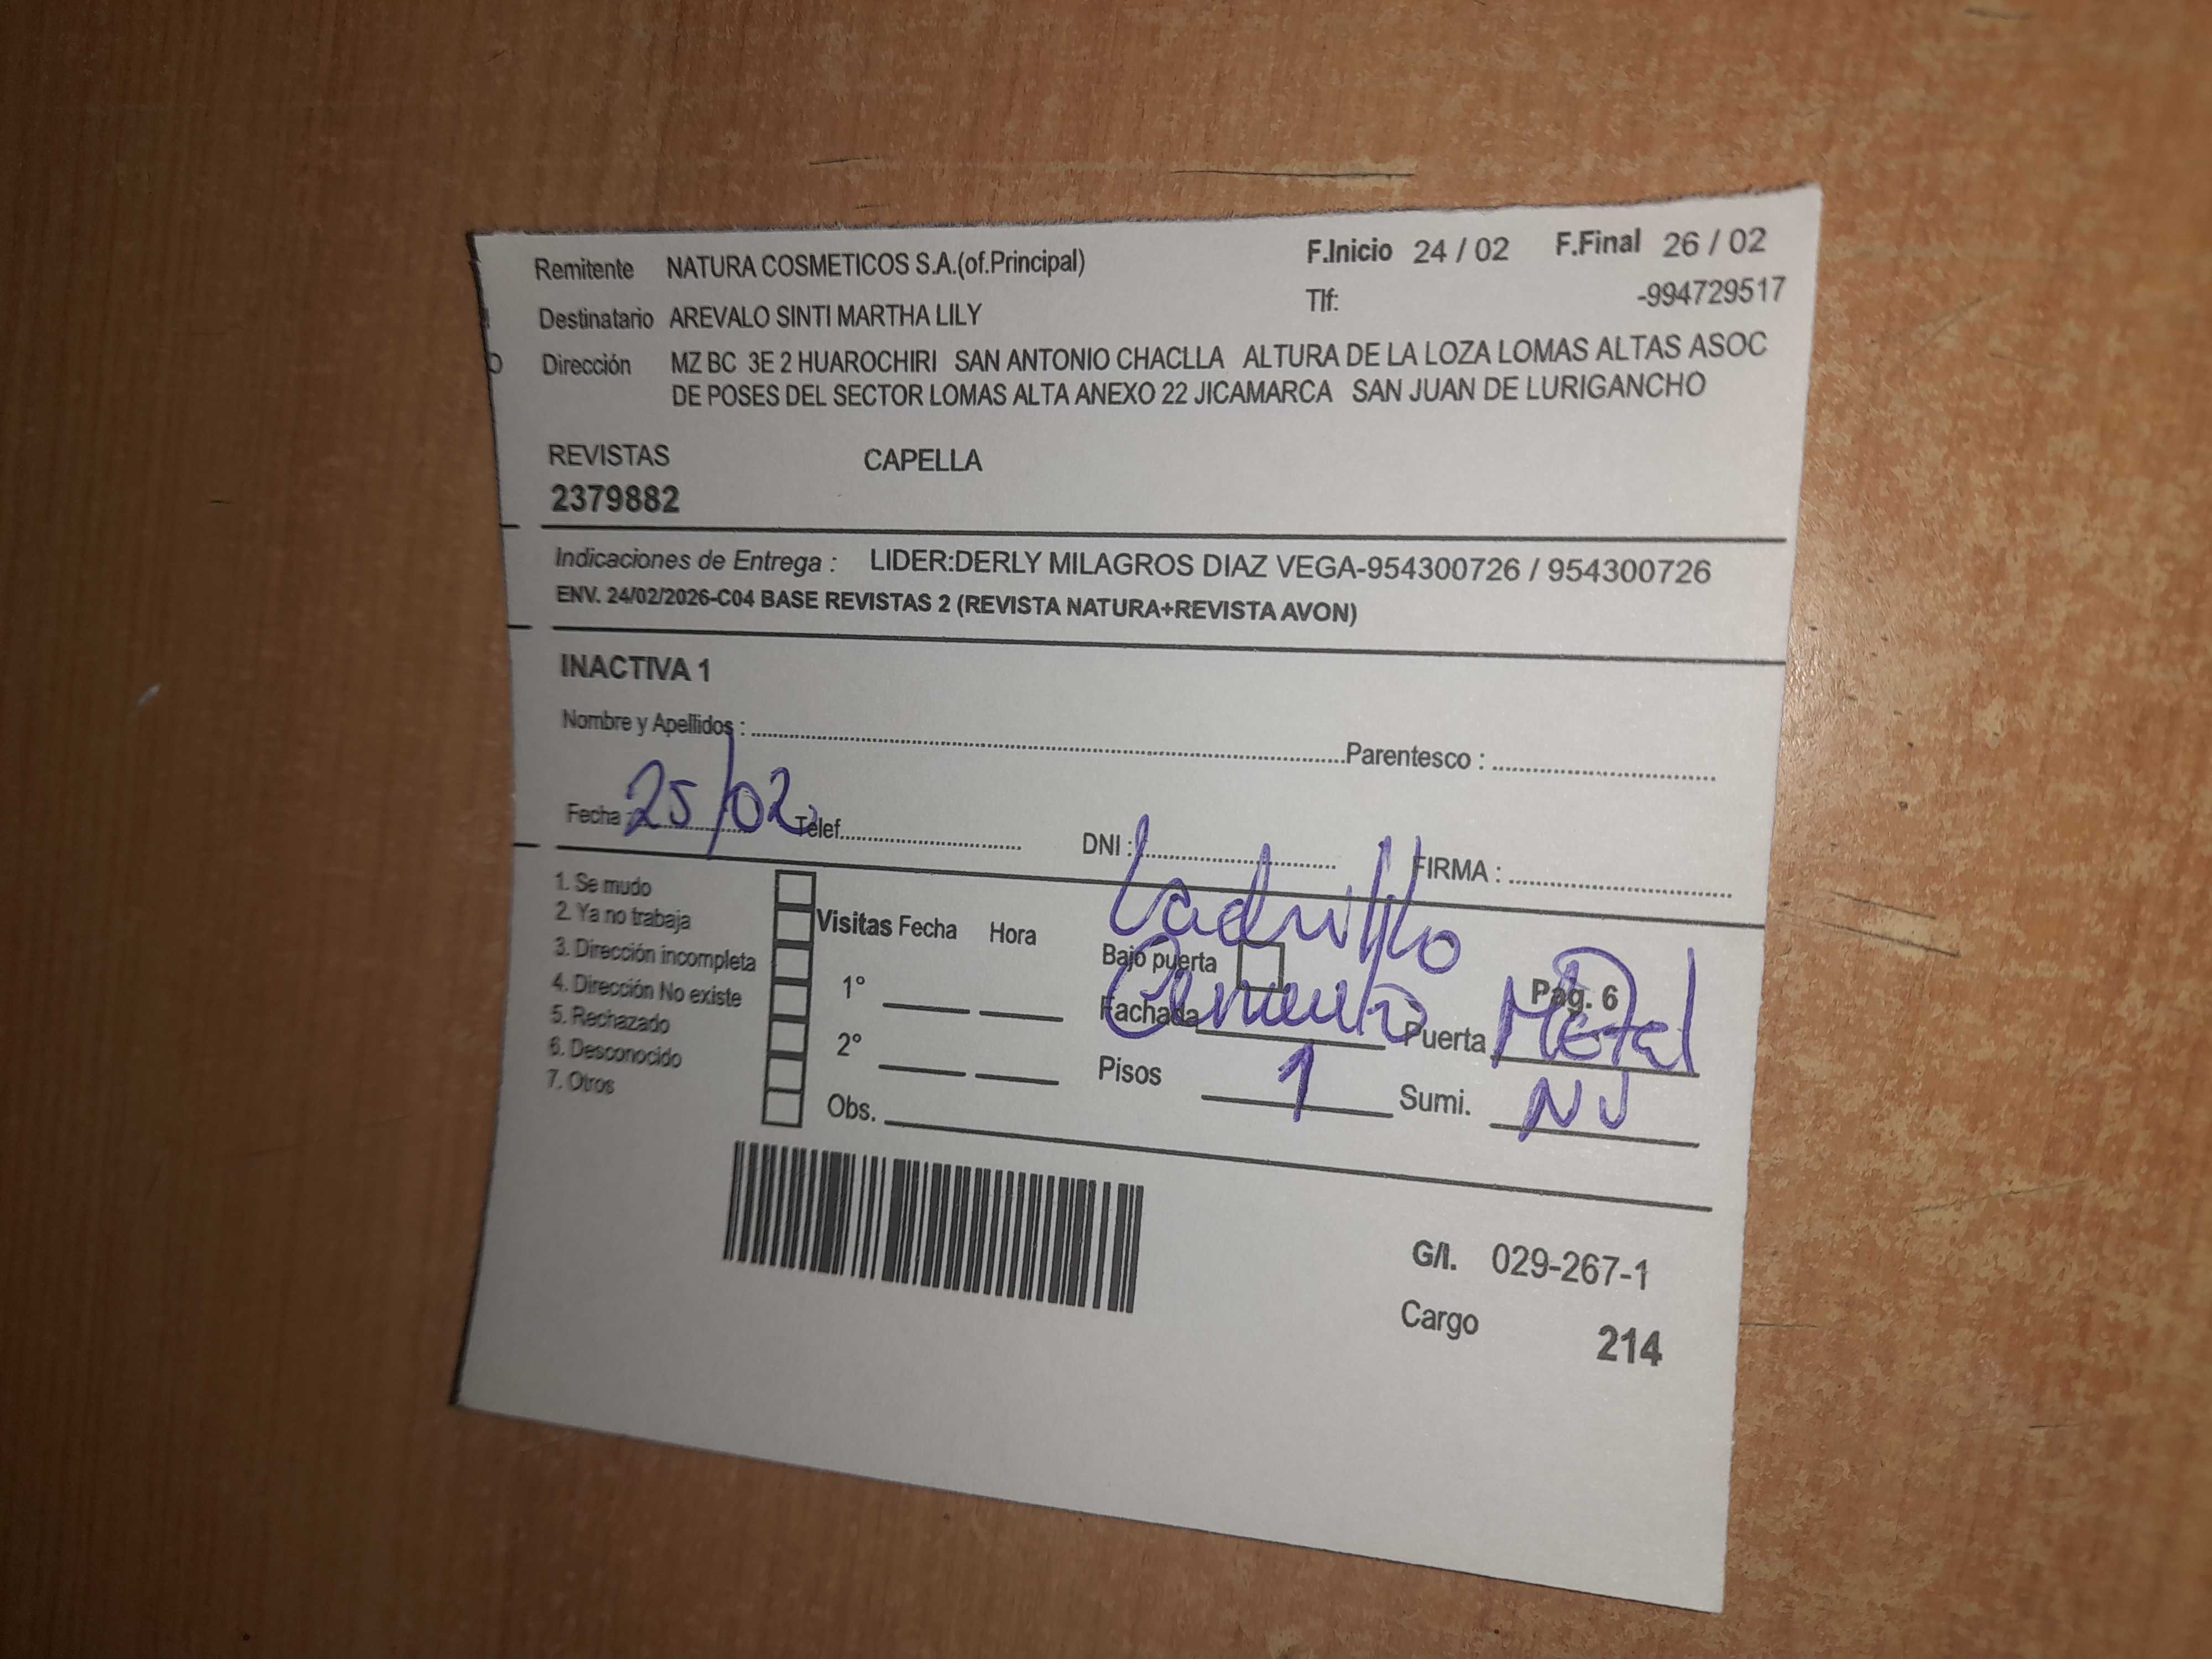 Remitente NATURA COSMETICOS S.A.(of.Principal) F.Inicio 24 / 02 F.Final 26 / 02
Destinatario AREVALO SINTI MARTHA LILY Tlf: -994729517
O Dirección MZ BC 3E 2 HUAROCHIRI SAN ANTONIO CHACLLA ALTURA DE LA LOZA LOMAS ALTAS ASOC
DE POSES DEL SECTOR LOMAS ALTA ANEXO 22 JICAMARCA SAN JUAN DE LURIGANCHO
REVISTAS CAPELLA
2379882
Indicaciones de Entrega : LIDER:DERLY MILAGROS DIAZ VEGA-954300726 / 954300726
ENV. 24/02/2026-C04 BASE REVISTAS 2 (REVISTA NATURA+REVISTA AVON)
INACTIVA 1
Nombre y Apellidos : Parentesco :
Fecha : 25/02 Telef. DNI : FIRMA :
1. Se mudo
2. Ya no trabaja
3. Dirección incompleta
4. Dirección No existe
5. Rechazado
6. Desconocido
7. Otros
Visitas Fecha Hora
1°
2°
Obs.
Ladrillo
Bajo puerta Pag. 6
Fachada Cemento Puerta Metal
Pisos 1 Sumi. NJ
G/I. 029-267-1
Cargo 214